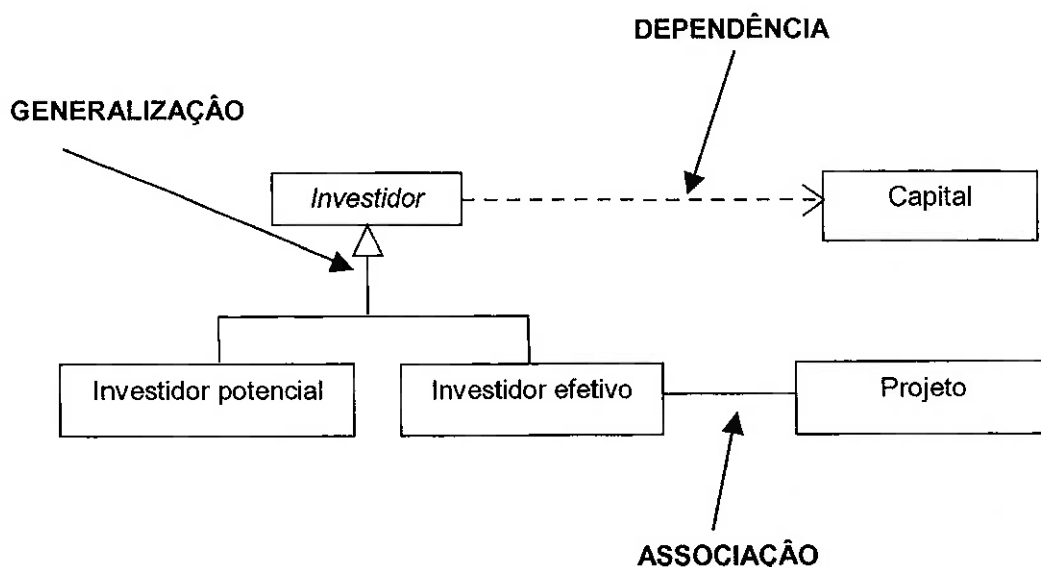 DEPENDÊNCIA
GENERALIZAÇÃO
Investidor
Capital
Investidor potencial
Investidor efetivo
Projeto
ASSOCIAÇÃO